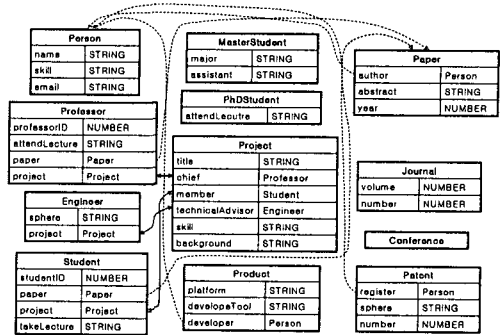 Person
name STRING
skill STRING
email STRING
MasterStudent
major STRING
assistant STRING
Paper
author Person
abstract STRING
year NUMBER
PhDStudent
attendLeoutre STRING
Professor
professorID NUMBER
attendLecture STRING
paper Paper
project Project
Project
title STRING
chief Professor
member Student
technicalAdvisor Engineer
skill STRING
background STRING
Journal
volume NUMBER
number NUMBER
Engineer
sphere STRING
project Project
Conference
Student
studentID NUMBER
paper Paper
project Project
takeLecture STRING
Product
platform STRING
developeTool STRING
developer Person
Patent
register Person
sphere STRING
number NUMBER